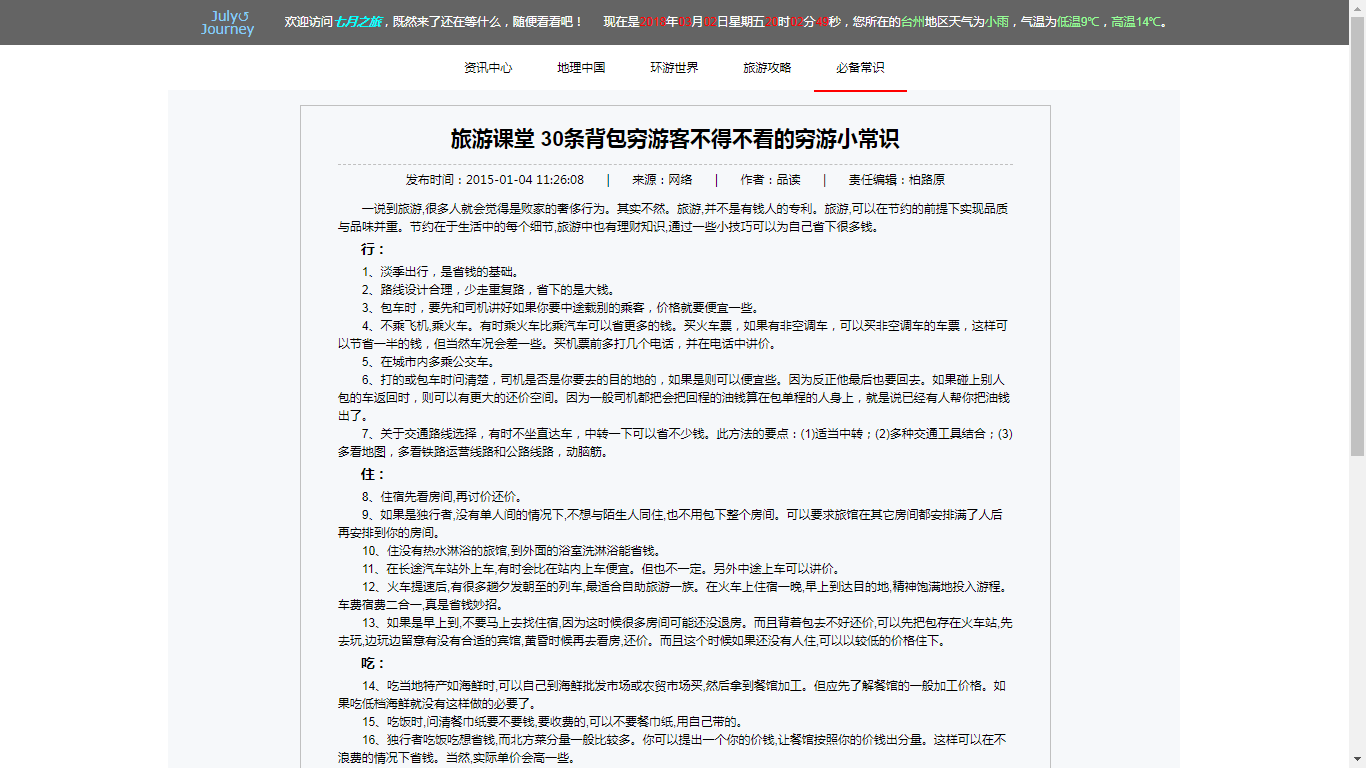 July↺
Journey
欢迎访问七月之旅，既然来了还在等什么，随便看看吧！ 现在是2018年03月02日星期五20时02分48秒，您所在的台州地区天气为小雨，气温为低温9℃，高温14℃。
资讯中心 地理中国 环游世界 旅游攻略 必备常识
旅游课堂 30条背包穷游客不得不看的穷游小常识
发布时间：2015-01-04 11:26:08 | 来源：网络 | 作者：品读 | 责任编辑：柏路原
一说到旅游,很多人就会觉得是败家的奢侈行为。其实不然。旅游,并不是有钱人的专利。旅游,可以在节约的前提下实现品质
与品味并重。节约在于生活中的每个细节,旅游中也有理财知识,通过一些小技巧可以为自己省下很多钱。
行：
1、淡季出行，是省钱的基础。
2、路线设计合理，少走重复路，省下的是大钱。
3、包车时，要先和司机讲好如果你要中途载别的乘客，价格就要便宜一些。
4、不乘飞机,乘火车。有时乘火车比乘汽车可以省更多的钱。买火车票，如果有非空调车，可以买非空调车的车票，这样可
以节省一半的钱，但当然车况会差一些。买机票前多打几个电话，并在电话中讲价。
5、在城市内多乘公交车。
6、打的或包车时问清楚，司机是否是你要去的目的地的，如果是则可以便宜些。因为反正他最后也要回去。如果碰上别人
包的车返回时，则可以有更大的还价空间。因为一般司机都把会把回程的油钱算在包单程的人身上，就是说已经有人帮你把油钱
出了。
7、关于交通路线选择，有时不坐直达车，中转一下可以省不少钱。此方法的要点：(1)适当中转；(2)多种交通工具结合；(3)
多看地图，多看铁路运营线路和公路线路，动脑筋。
住：
8、住宿先看房间,再讨价还价。
9、如果是独行者,没有单人间的情况下,不想与陌生人同住,也不用包下整个房间。可以要求旅馆在其它房间都安排满了人后
再安排到你的房间。
10、住没有热水淋浴的旅馆,到外面的浴室洗淋浴能省钱。
11、在长途汽车站外上车,有时会比在站内上车便宜。但也不一定。另外中途上车可以讲价。
12、火车提速后,有很多趟夕发朝至的列车,最适合自助旅游一族。在火车上住宿一晚,早上到达目的地,精神饱满地投入游程。
车费宿费二合一,真是省钱妙招。
13、如果是早上到,不要马上去找住宿,因为这时候很多房间可能还没退房。而且背着包去不好还价,可以先把包存在火车站,先
去玩,边玩边留意有没有合适的宾馆,黄昏时候再去看房,还价。而且这个时候如果还没有人住,可以以较低的价格住下。
吃：
14、吃当地特产如海鲜时,可以自己到海鲜批发市场或农贸市场买,然后拿到餐馆加工。但应先了解餐馆的一般加工价格。如
果吃低档海鲜就没有这样做的必要了。
15、吃饭时,问清餐巾纸要不要钱,要收费的,可以不要餐巾纸,用自己带的。
16、独行者吃饭吃想省钱,而北方菜分量一般比较多。你可以提出一个你的价钱,让餐馆按照你的价钱出分量。这样可以在不
浪费的情况下省钱。当然,实际单价会高一些。